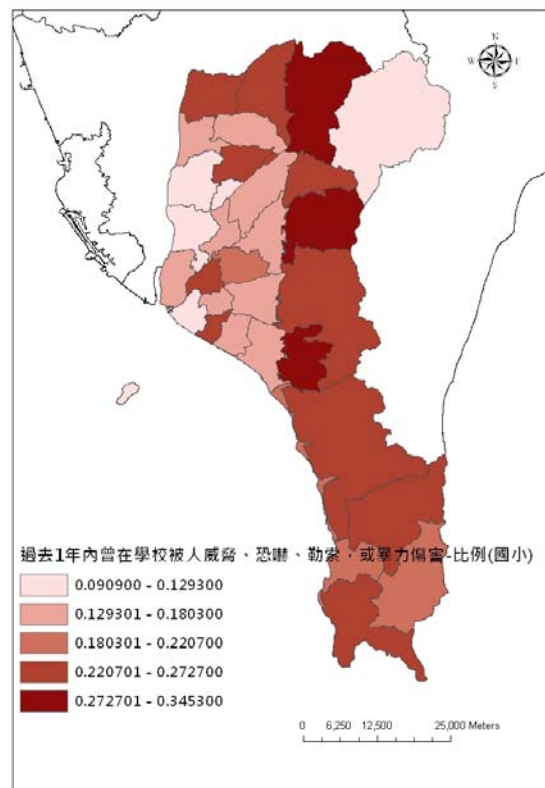 N
W E
S
過去1年內曾在學校被人威脅、恐嚇、勒索，或暴力傷害-比例(國小)
0.090900 - 0.129300
0.129301 - 0.180300
0.180301 - 0.220700
0.220701 - 0.272700
0.272701 - 0.345300
0 6,250 12,500 25,000 Meters